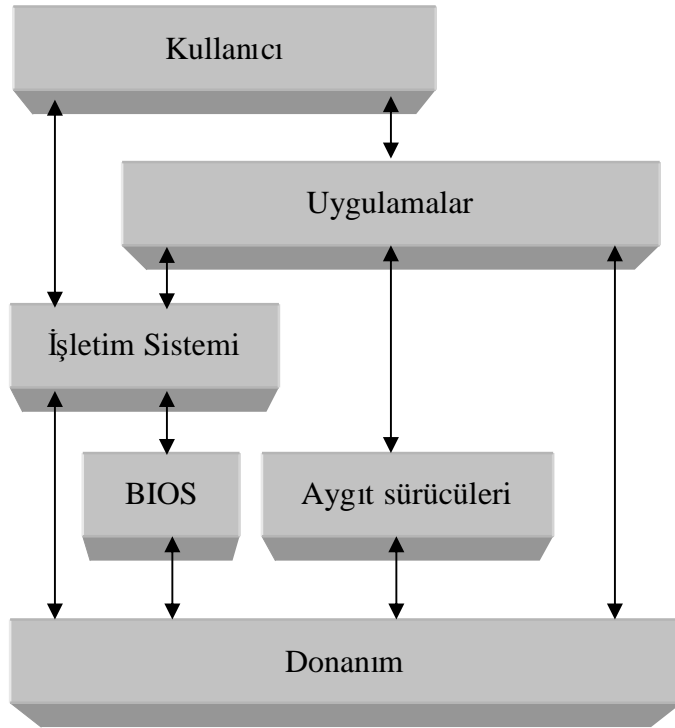 Kullanıcı
Uygulamalar
İşletim Sistemi
BIOS
Aygıt sürücüleri
Donanım